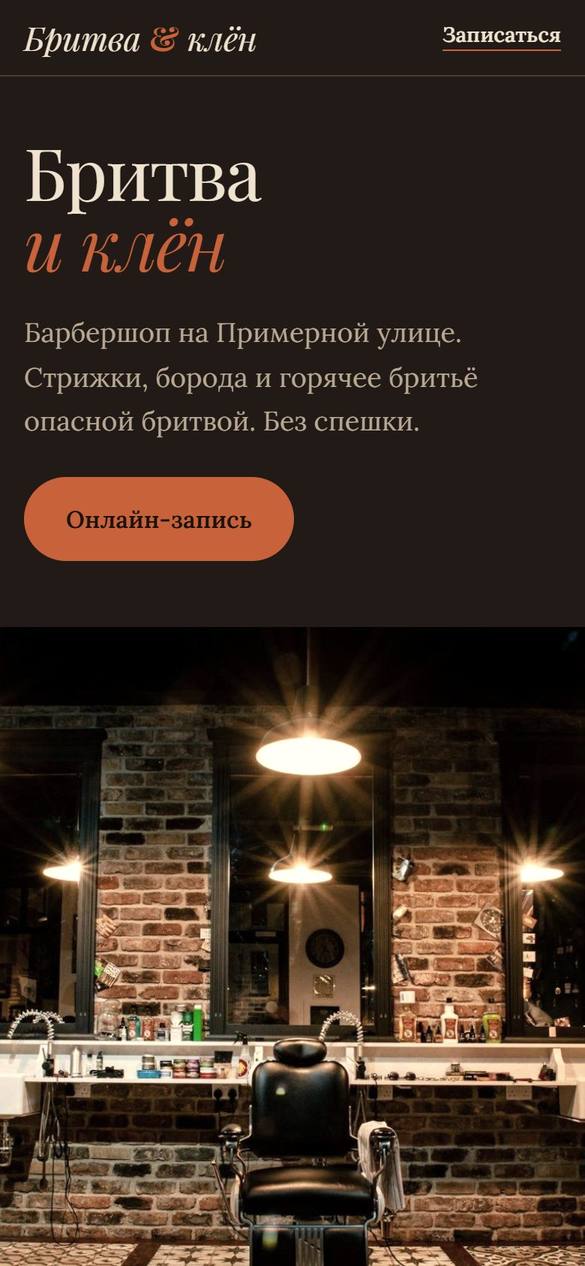 Бритва & клён
Записаться
Бритва
и клён
Барбершоп на Примерной улице.
Стрижки, борода и горячее бритьё
опасной бритвой. Без спешки.
Онлайн-запись